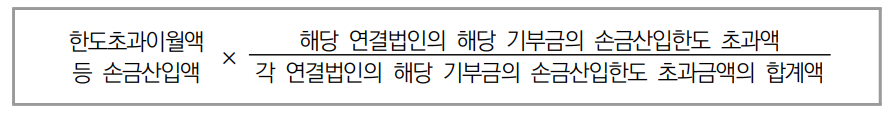 한도초과이월액
등 손금산입액
×
해당 연결법인의 해당 기부금의 손금산입한도 초과액
각 연결법인의 해당 기부금의 손금산입한도 초과금액의 합계액